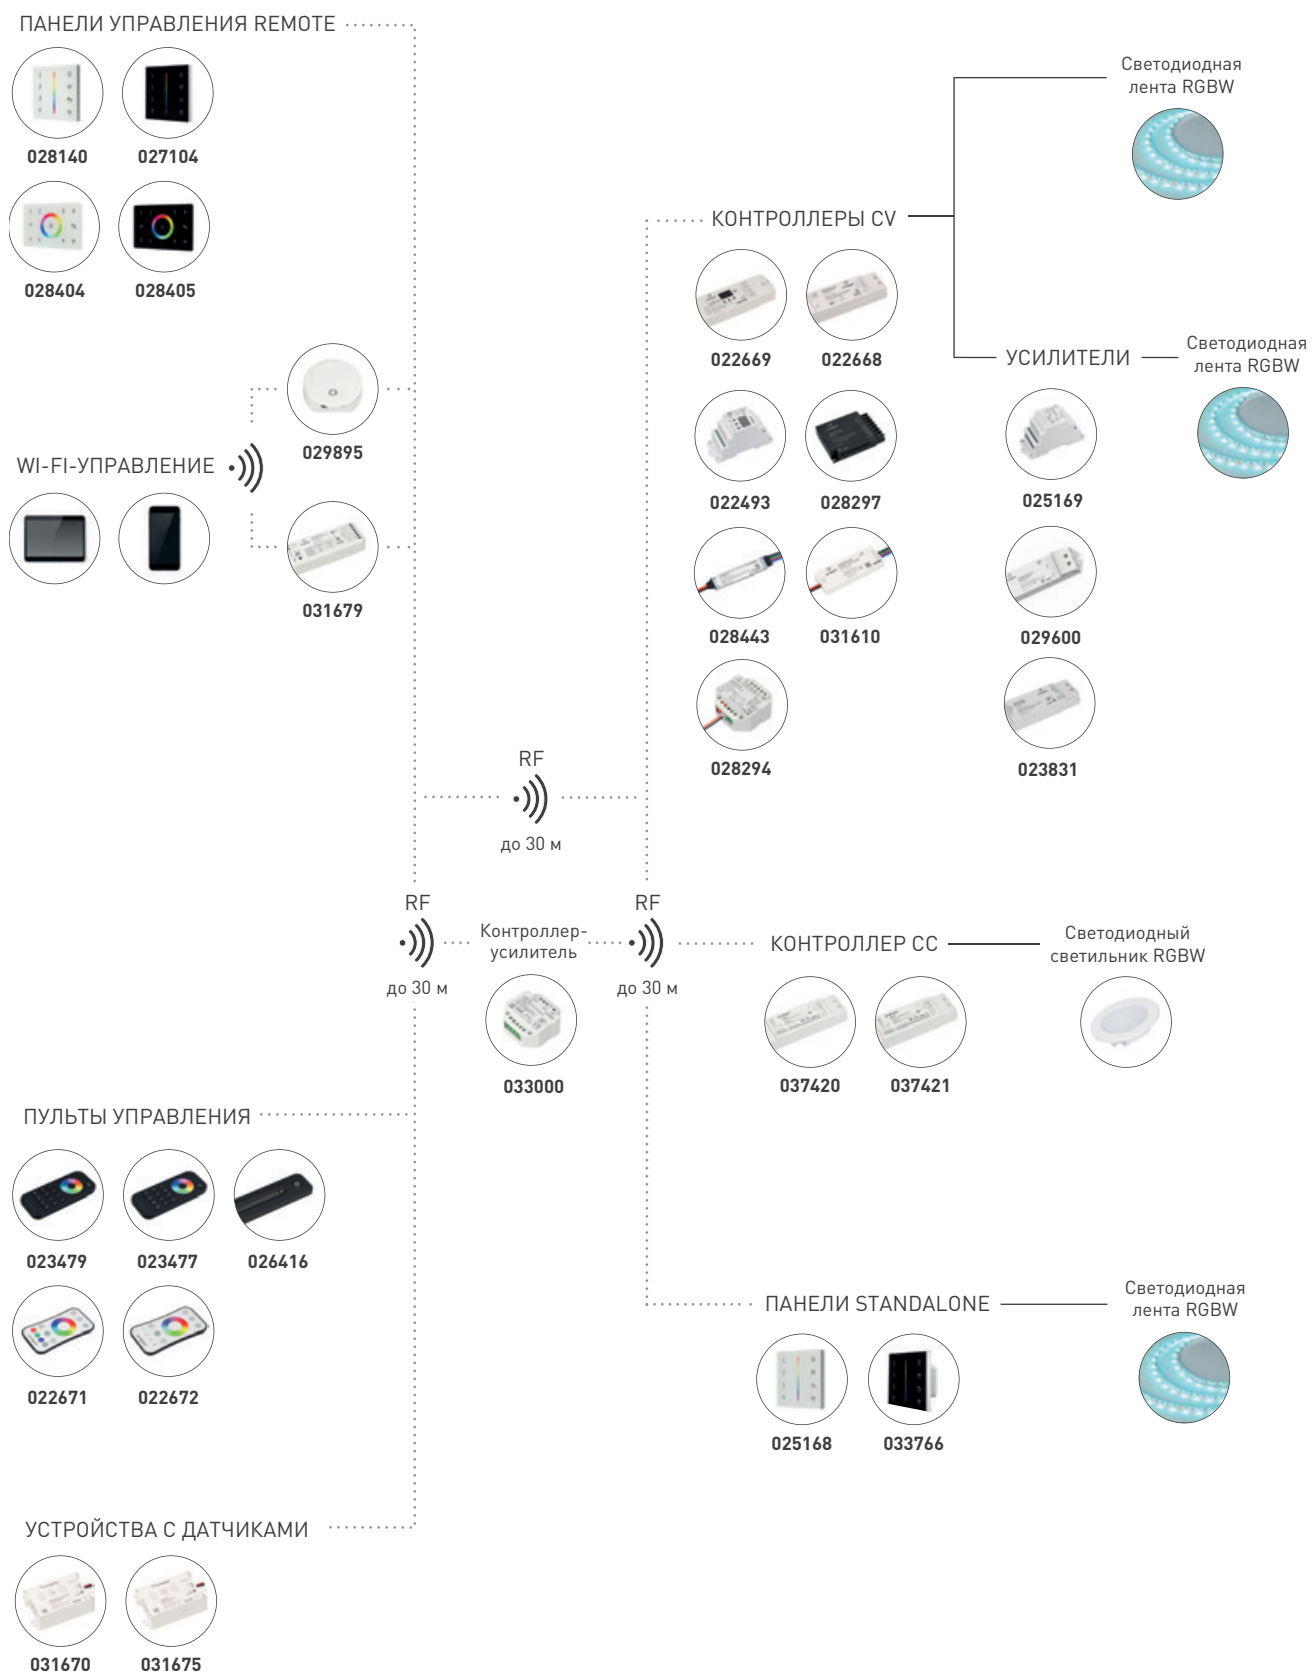 ПАНЕЛИ УПРАВЛЕНИЯ REMOTE
028140
027104
028404
028405
WI-FI-УПРАВЛЕНИЕ
029895
031679
RF
до 30 м
RF
до 30 м
Контроллер-
усилитель
033000
RF
до 30 м
КОНТРОЛЛЕРЫ CV
022669
022668
022493
028297
028443
031610
028294
Светодиодная
лента RGBW
УСИЛИТЕЛИ
025169
029600
023831
Светодиодная
лента RGBW
КОНТРОЛЛЕР CC
037420
037421
Светодиодный
светильник RGBW
ПУЛЬТЫ УПРАВЛЕНИЯ
023479
023477
026416
022671
022672
ПАНЕЛИ STANDALONE
025168
033766
Светодиодная
лента RGBW
УСТРОЙСТВА С ДАТЧИКАМИ
031670
031675